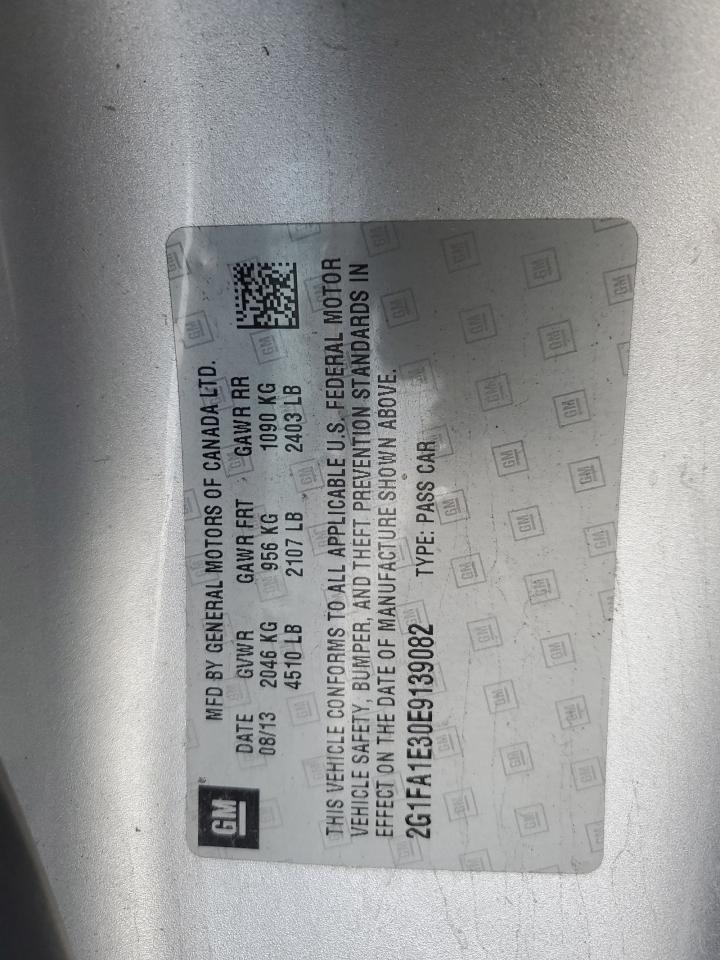 GM
MFD BY GENERAL MOTORS OF CANADA LTD.
DATE GVWR GAWR FRT GAWR RR
08/13 2046 KG 956 KG 1090 KG
4510 LB 2107 LB 2403 LB
THIS VEHICLE CONFORMS TO ALL APPLICABLE U.S. FEDERAL MOTOR
VEHICLE SAFETY, BUMPER, AND THEFT PREVENTION STANDARDS IN
EFFECT ON THE DATE OF MANUFACTURE SHOWN ABOVE.
2G1FA1E30E9139082 TYPE: PASS CAR